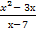 x² − 3x
x−7